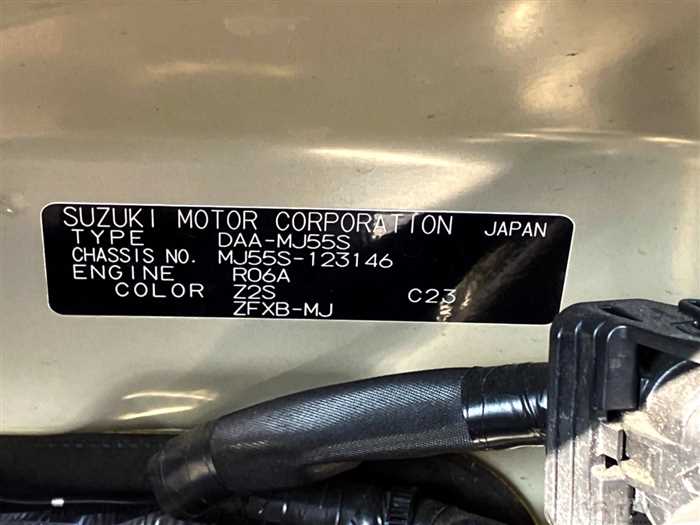 SUZUKI MOTOR CORPORATION JAPAN
TYPE DAA-MJ55S
CHASSIS NO. MJ55S-123146
ENGINE R06A
COLOR Z2S C23
ZFXB-MJ